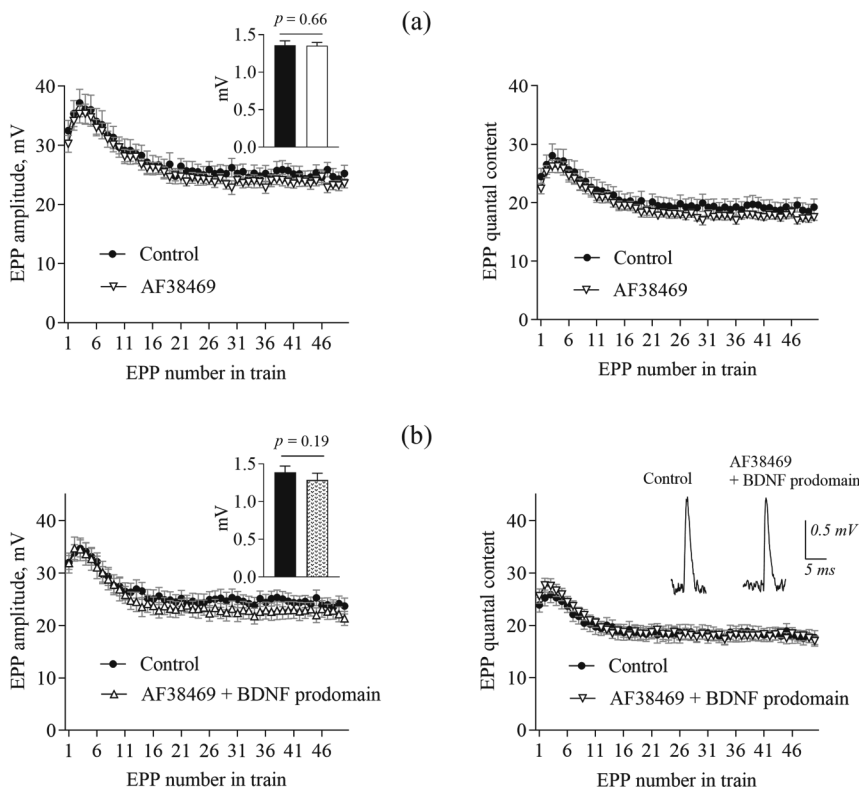 (a)
p = 0.66
mV
1.5
1.0
0.5
0
EPP amplitude, mV
40
30
20
10
0
Control
AF38469
1 6 11 16 21 26 31 36 41 46
EPP number in train
EPP quantal content
40
30
20
10
0
Control
AF38469
1 6 11 16 21 26 31 36 41 46
EPP number in train
(b)
p = 0.19
mV
1.5
1.0
0.5
0
EPP amplitude, mV
40
30
20
10
0
Control
AF38469 + BDNF prodomain
1 6 11 16 21 26 31 36 41 46
EPP number in train
EPP quantal content
40
30
20
10
0
Control
AF38469
+ BDNF prodomain
0.5 mV
5 ms
Control
AF38469 + BDNF prodomain
1 6 11 16 21 26 31 36 41 46
EPP number in train